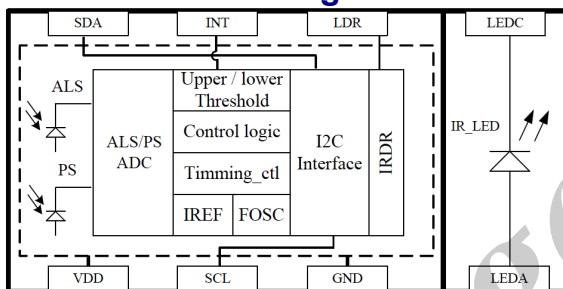 SDA
INT
LDR
LEDC
ALS
PS
ALS/PS
ADC
Upper / lower
Threshold
Control logic
Timming_ctl
IREF
FOSC
I2C
Interface
IRDR
IR_LED
VDD
SCL
GND
LEDA